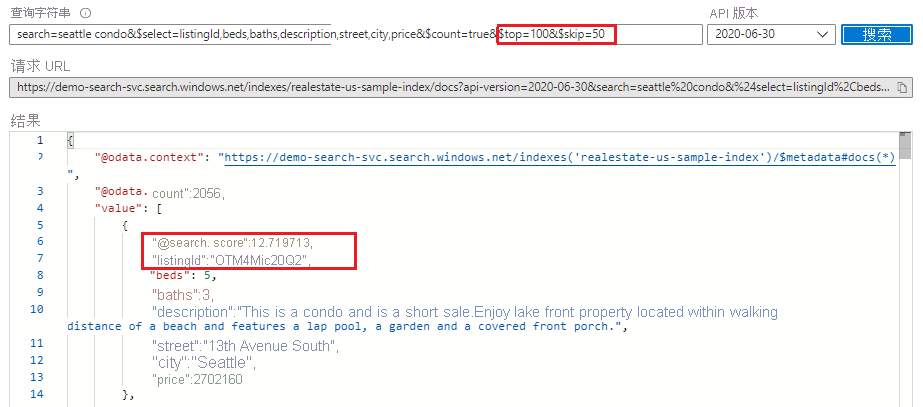 查询字符串
API 版本
search=seattle condo&$select=listingId,beds,baths,description,street,city,price&$count=true&$top=100&$skip=50
2020-06-30
搜索
请求 URL
https://demo-search-svc.search.windows.net/indexes/realestate-us-sample-index/docs?api-version=2020-06-30&search=seattle%20condo&%24select=listingId%2Cbeds...
结果
1 {
2 "@odata.context": "https://demo-search-svc.search.windows.net/indexes('realestate-us-sample-index')/$metadata#docs(*)
",
3 "@odata. count":2056,
4 "value": [
5 {
6 "@search. score":12.719713,
7 "listingId":"OTM4Mic20Q2",
8 "beds": 5,
9 "baths":3,
10 "description":"This is a condo and is a short sale.Enjoy lake front property located within walking
distance of a beach and features a lap pool, a garden and a covered front porch.",
11 "street":"13th Avenue South",
12 "city":"Seattle",
13 "price":2702160
14 },